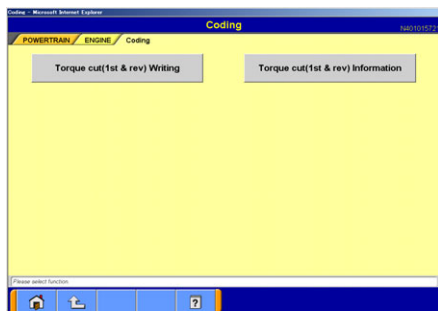 Coding - Microsoft Internet Explorer
Coding
N401015721
POWERTRAIN ENGINE Coding
Torque cut(1st & rev) Writing Torque cut(1st & rev) Information
Please select function
?